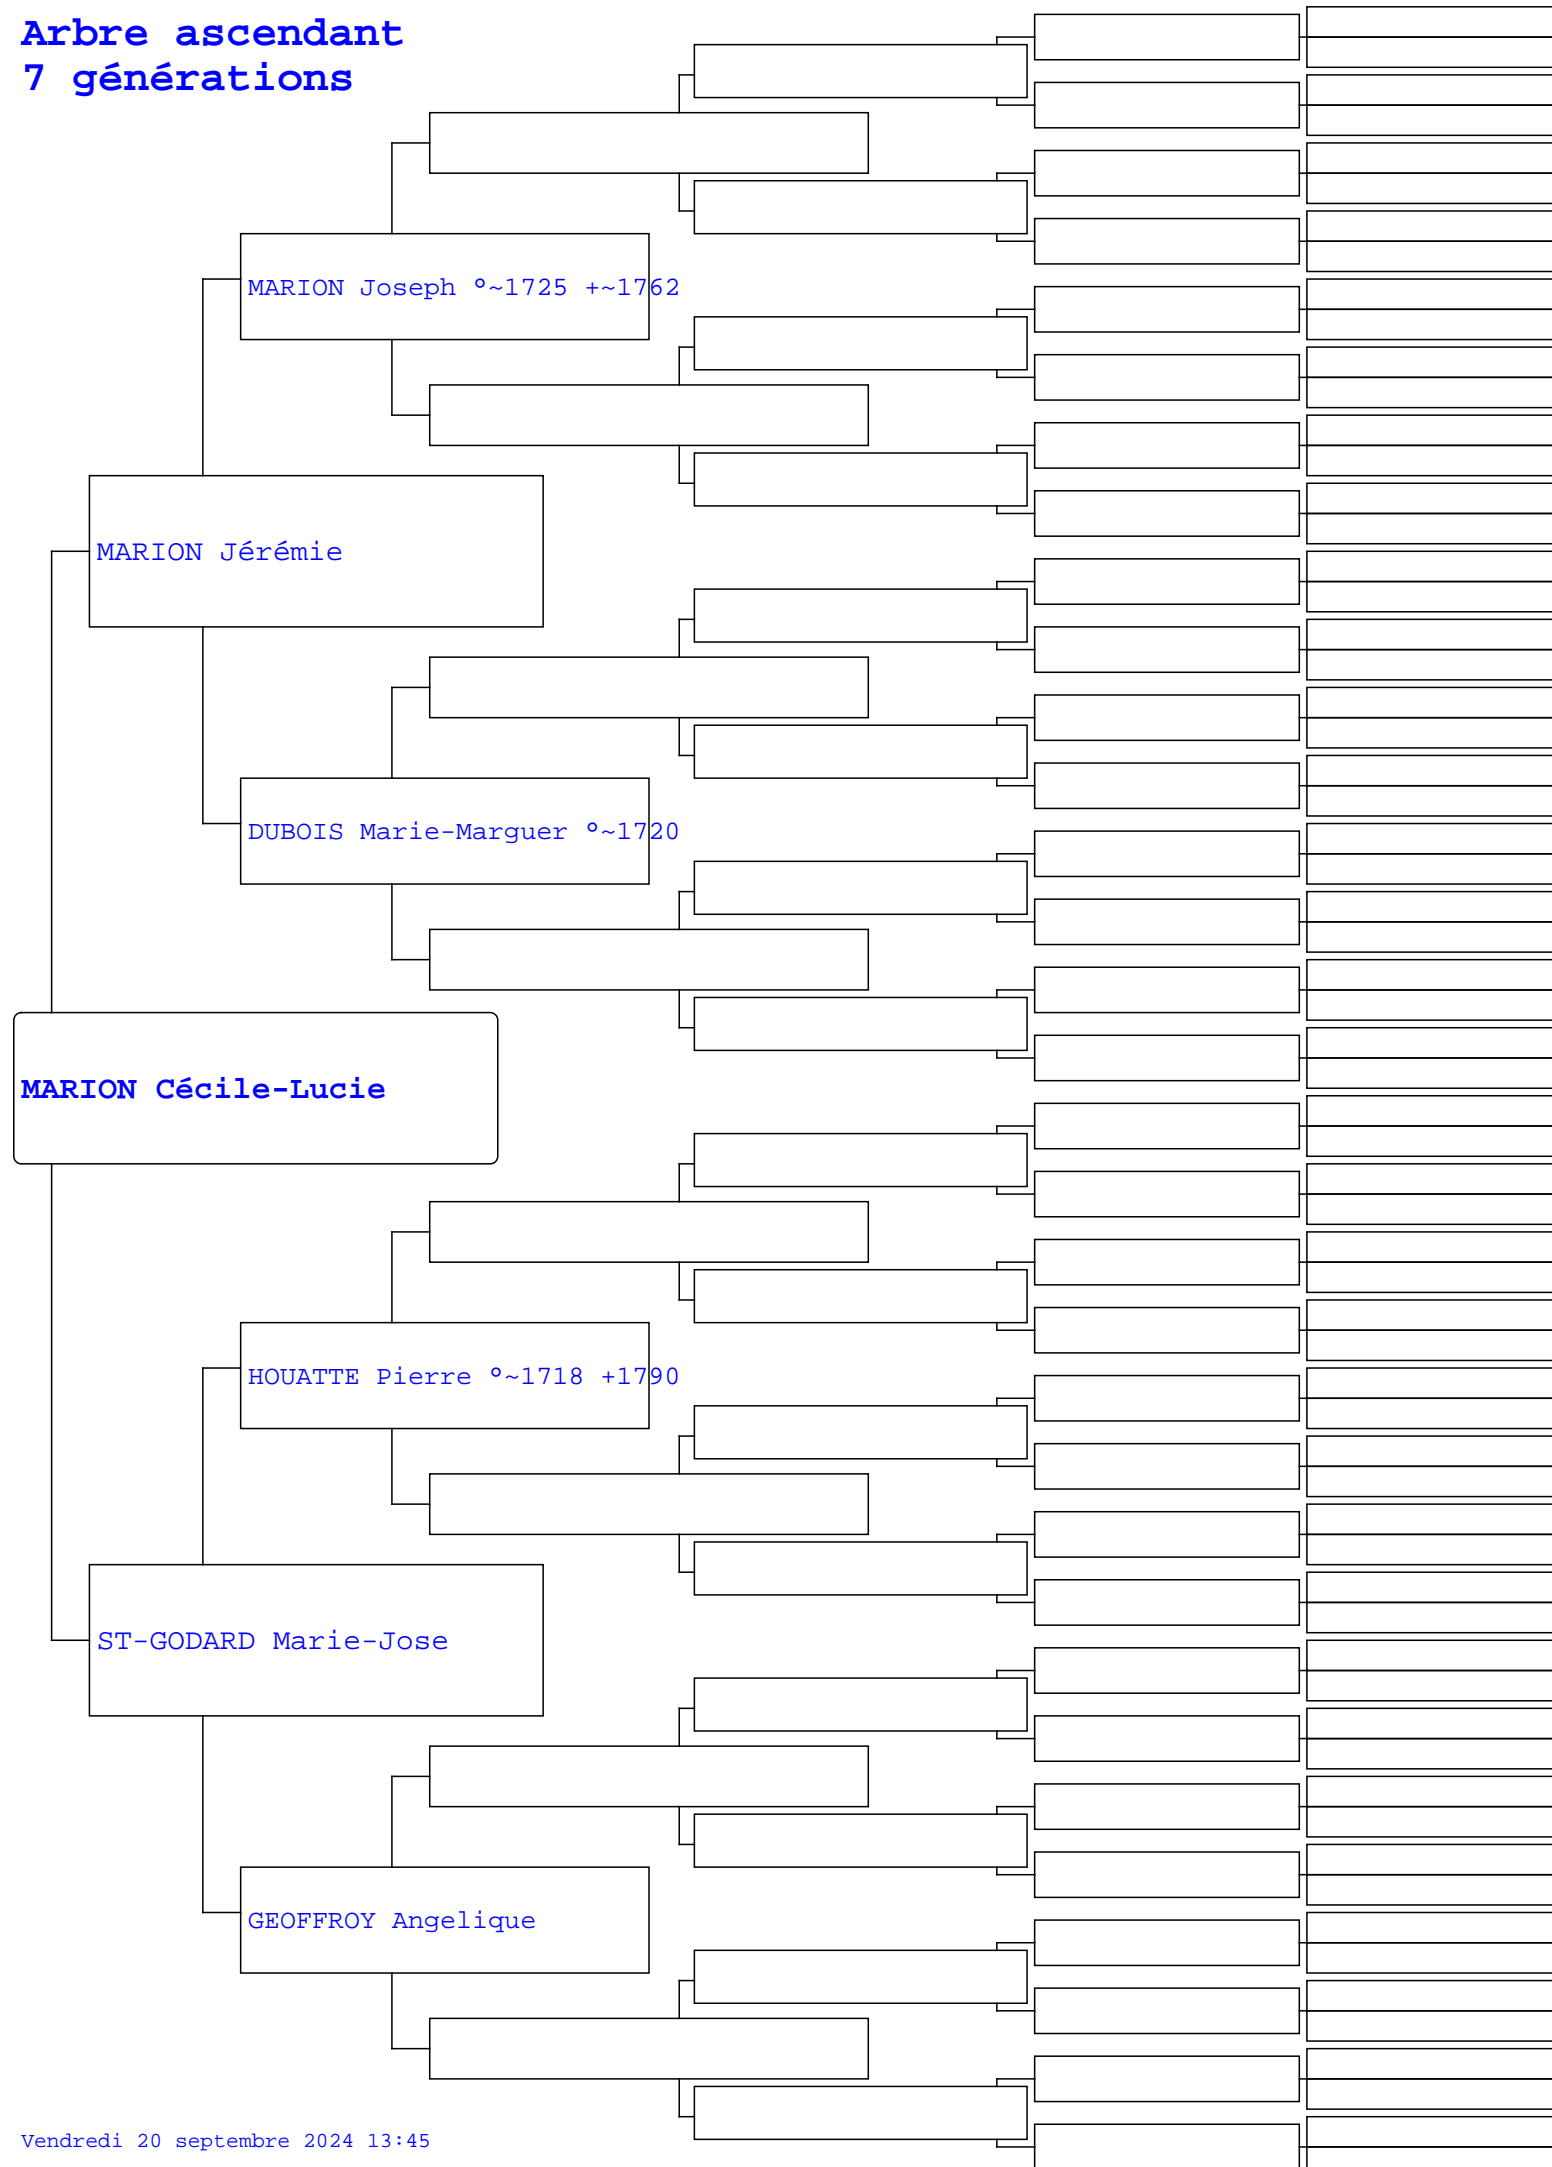 Arbre ascendant
7 générations
MARION Joseph °~1725 +~1762
MARION Jérémie
DUBOIS Marie-Marguer °~1720
MARION Cécile-Lucie
HOUATTE Pierre °~1718 +1790
ST-GODARD Marie-Jose
GEOFFROY Angelique
Vendredi 20 septembre 2024 13:45